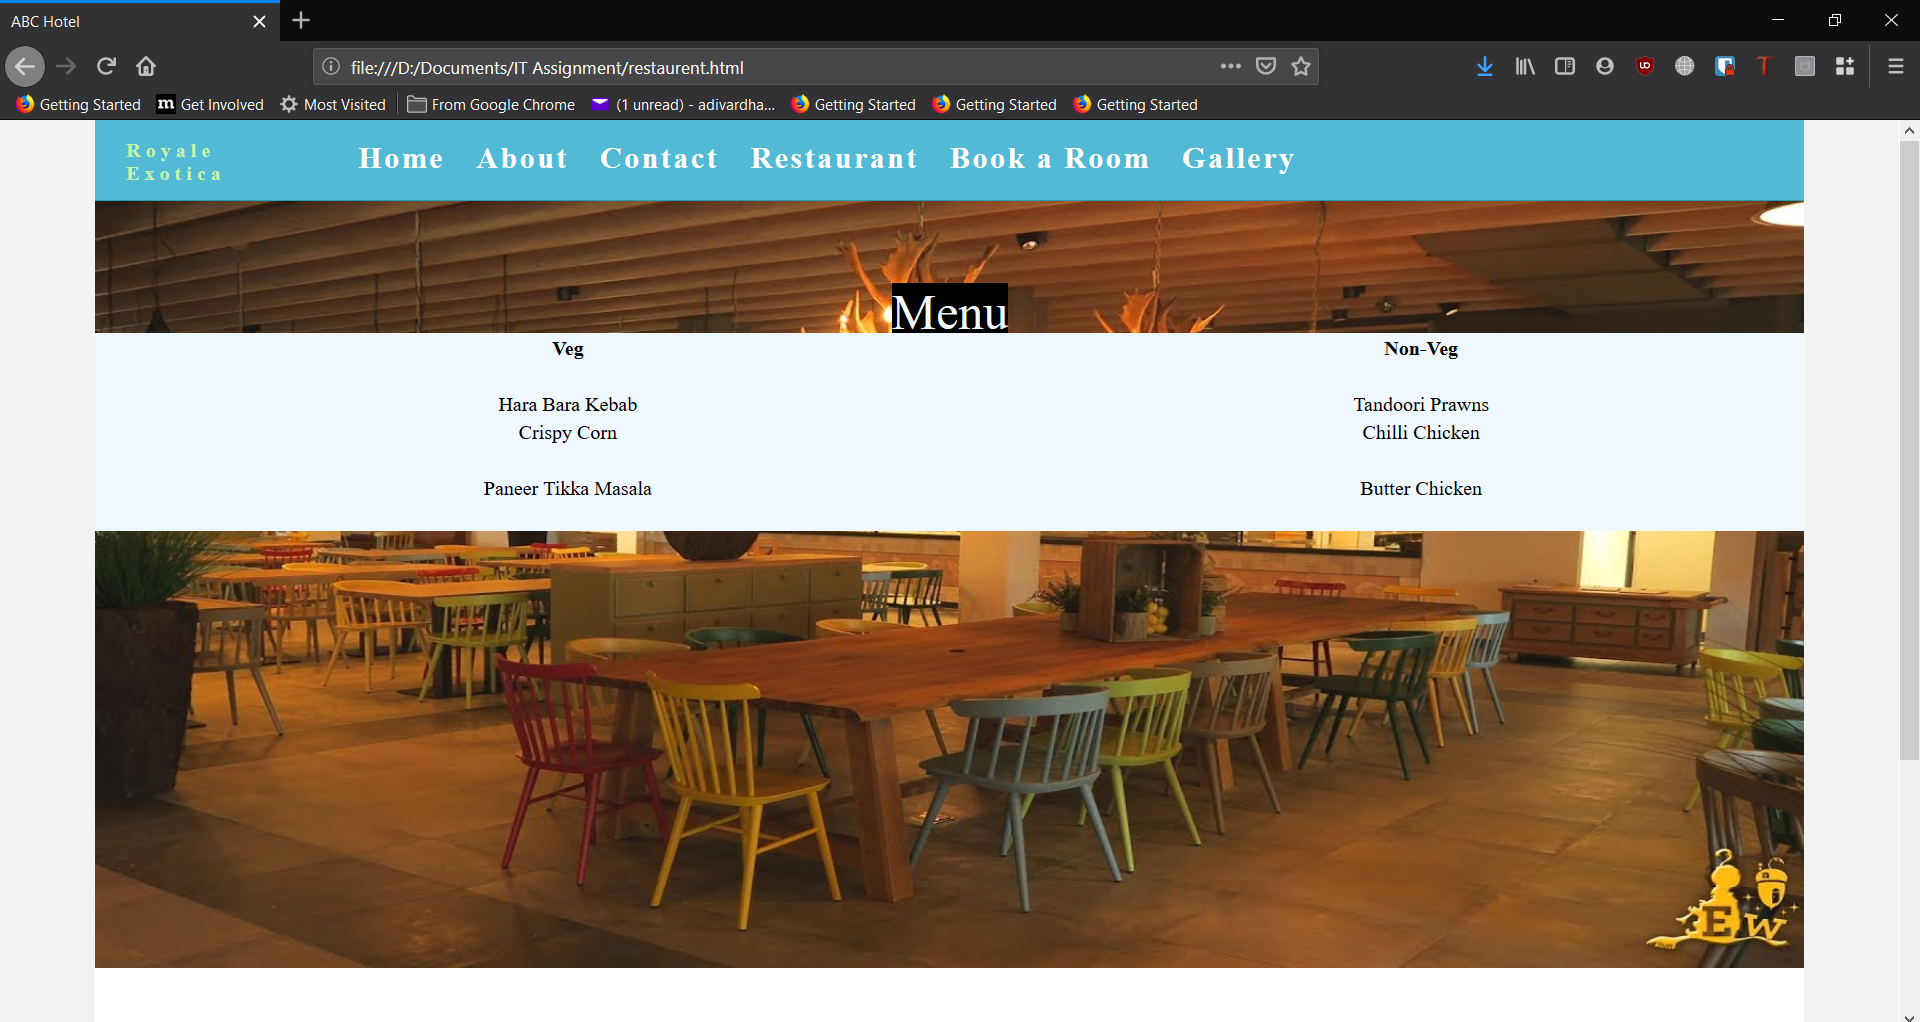 ABC Hotel
file:///D:/Documents/IT Assignment/restaurent.html
Getting Started
Get Involved
Most Visited
From Google Chrome
(1 unread) - adivardha...
Getting Started
Getting Started
Getting Started
Royale
Exotica
Home About Contact Restaurant Book a Room Gallery
Menu
Veg
Non-Veg
Hara Bara Kebab
Tandoori Prawns
Crispy Corn
Chilli Chicken
Paneer Tikka Masala
Butter Chicken
EW